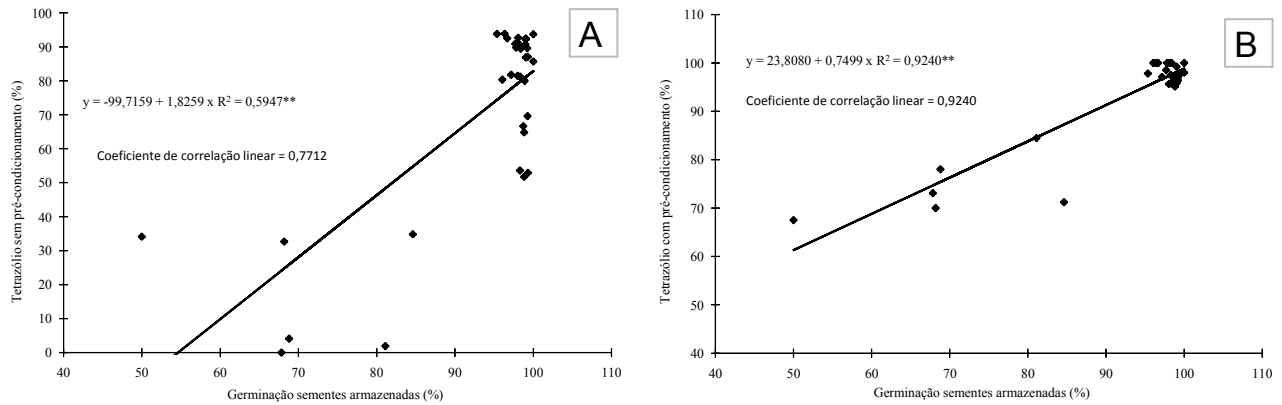 A
100
90
80
70
60
50
40
30
20
10
0
Tetrazólio sem pré-condicionamento (%)
y = -99,7159 + 1,8259 x R² = 0,5947**
Coeficiente de correlação linear = 0,7712
40 50 60 70 80 90 100 110
Germinação sementes armazenadas (%)
B
110
100
90
80
70
60
50
40
Tetrazólio com pré-condicionamento (%)
y = 23,8080 + 0,7499 x R² = 0,9240**
Coeficiente de correlação linear = 0,9240
40 50 60 70 80 90 100 110
Germinação sementes armazenadas (%)